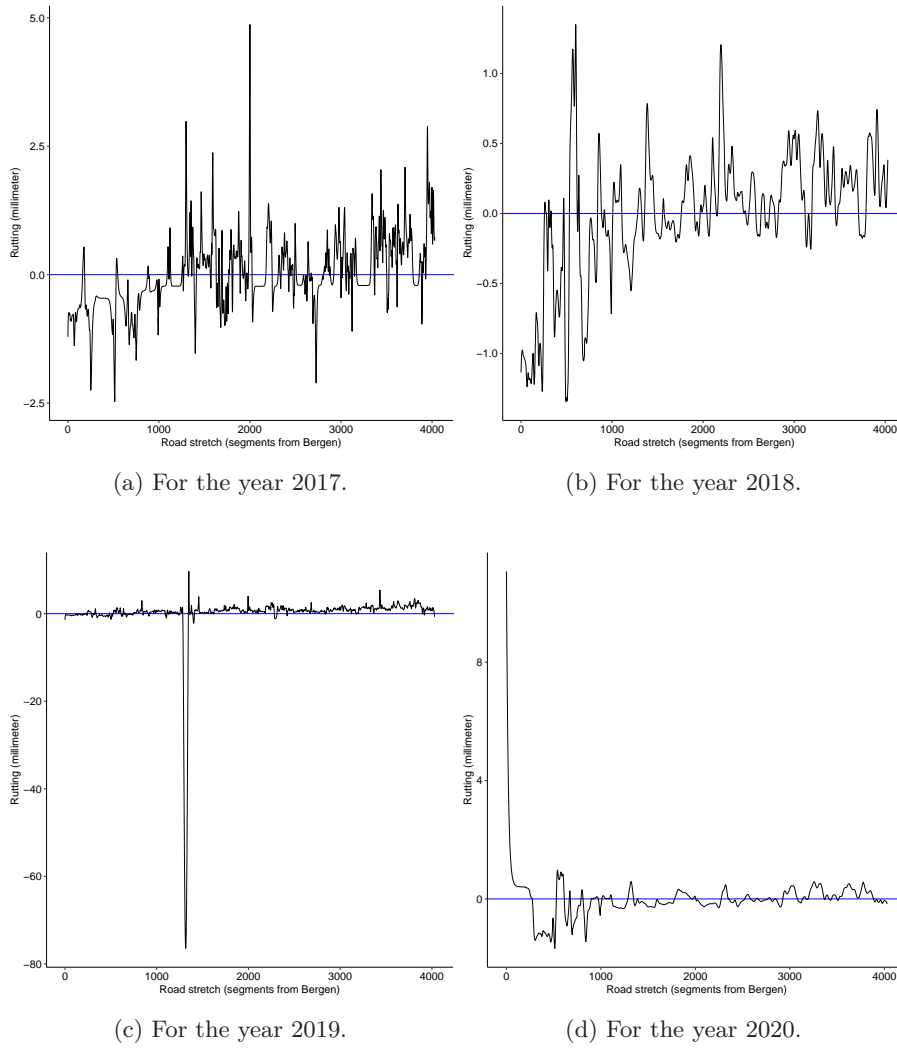 5.0
2.5
0.0
−2.5
Rutting (millimeter)
0 1000 2000 3000 4000
Road stretch (segments from Bergen)
(a) For the year 2017.
1.0
0.5
0.0
−0.5
−1.0
Rutting (millimeter)
0 1000 2000 3000 4000
Road stretch (segments from Bergen)
(b) For the year 2018.
0
−20
−40
−60
−80
Rutting (millimeter)
0 1000 2000 3000 4000
Road stretch (segments from Bergen)
(c) For the year 2019.
8
4
0
Rutting (millimeter)
0 1000 2000 3000 4000
Road stretch (segments from Bergen)
(d) For the year 2020.